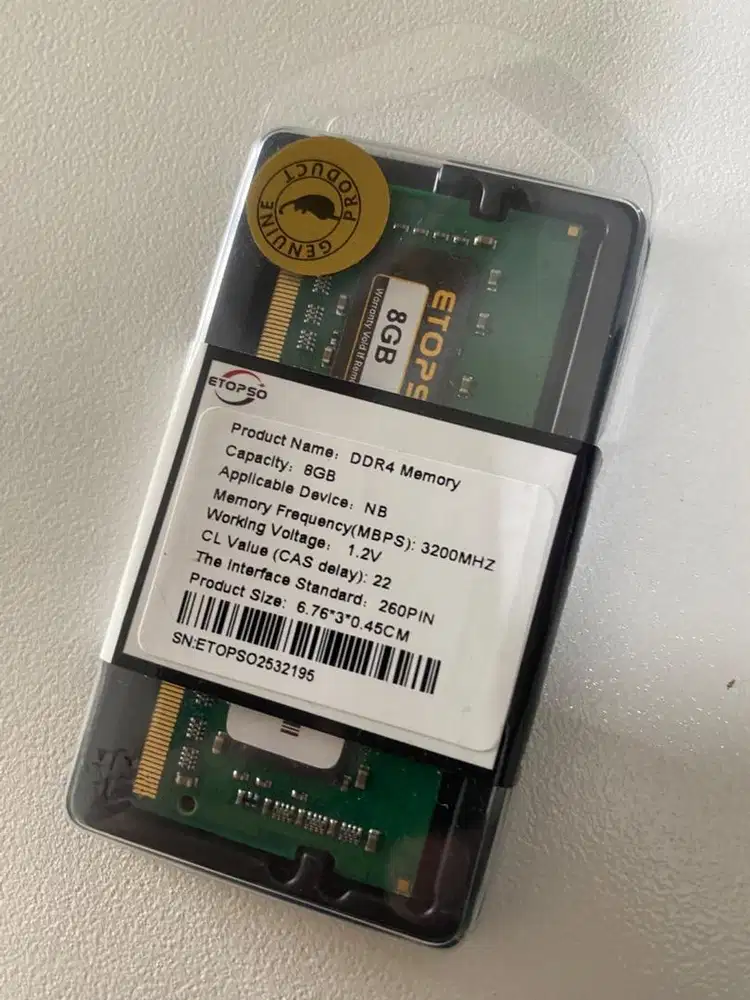 GENUINE PRODUCT
ETOPSO
8GB
Warranty Void If
ETOPSO
Product Name: DDR4 Memory
Capacity: 8GB
Applicable Device: NB
Memory Frequency(MBPS): 3200MHZ
Working Voltage: 1.2V
CL Value (CAS delay): 22
The Interface Standard: 260PIN
Product Size: 6.76*3*0.45CM
SN:ETOPSO2532195